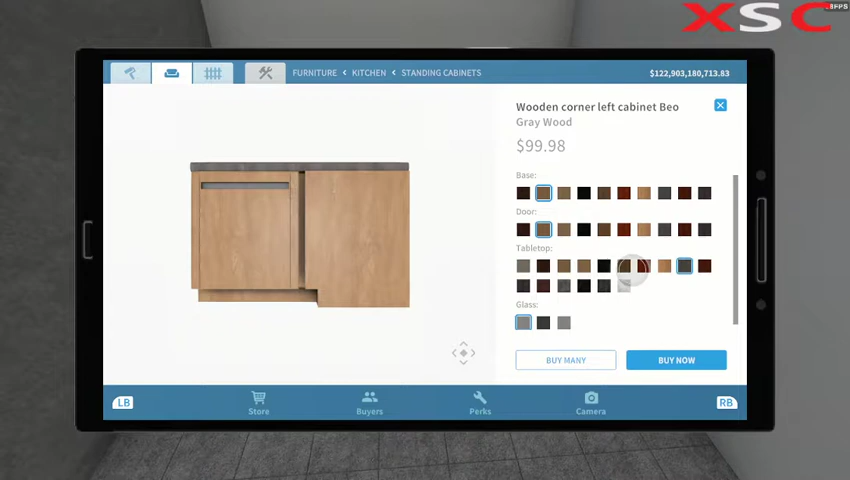 XSC
FPS
FURNITURE < KITCHEN < STANDING CABINETS
$122,903,180,713.83
Wooden corner left cabinet Beo
Gray Wood
$99.98
Base:
Door:
Tabletop:
Glass:
BUY MANY
BUY NOW
LB
Store
Buyers
Perks
Camera
RB